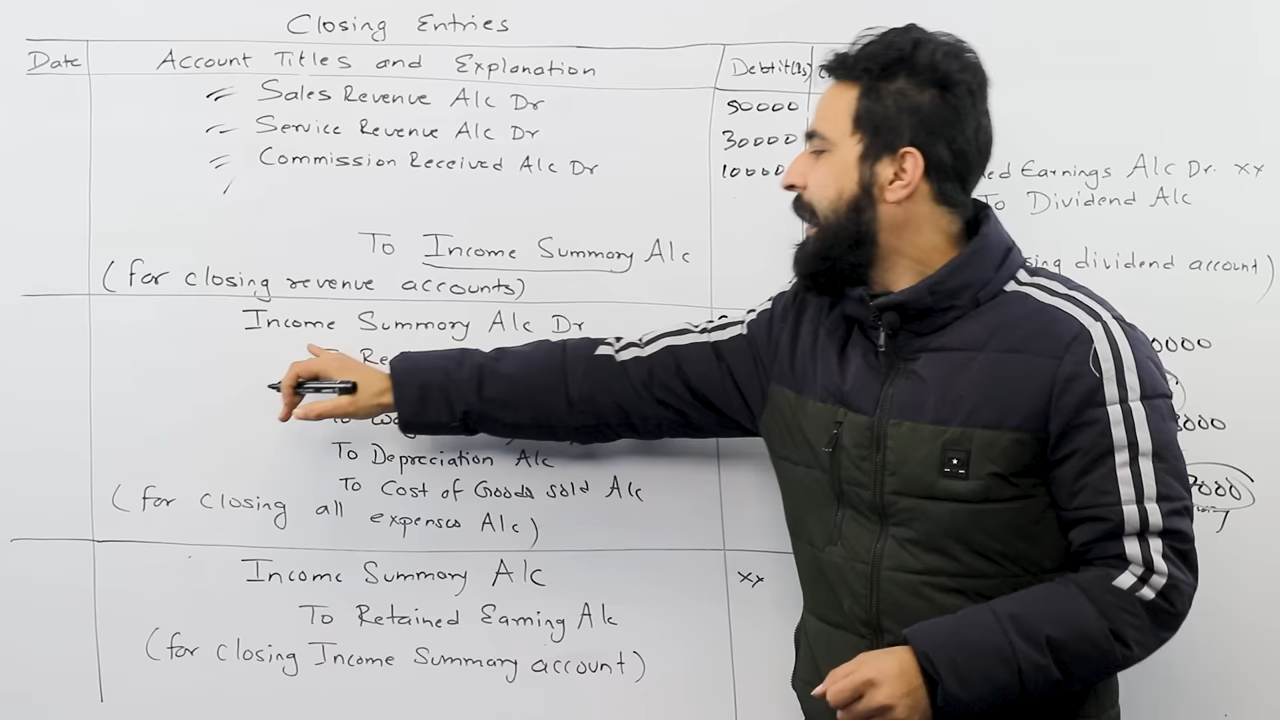 Closing Entries
Date Account Titles and Explanation Debtit(Rs)
Sales Revenue A/c Dr 50000
Service Revenue A/c Dr 30000
Commission Received A/c Dr 10000
To Income Summary A/c
(for closing revenue accounts)
Income Summary A/c Dr
To Depreciation A/c
To Cost of Goods sold A/c
(for closing all expenses A/c)
Income Summary A/c xx
To Retained Earning A/c
(for closing Income Summary account)
Earnings A/c Dr. xx
To Dividend A/c
dividend account)